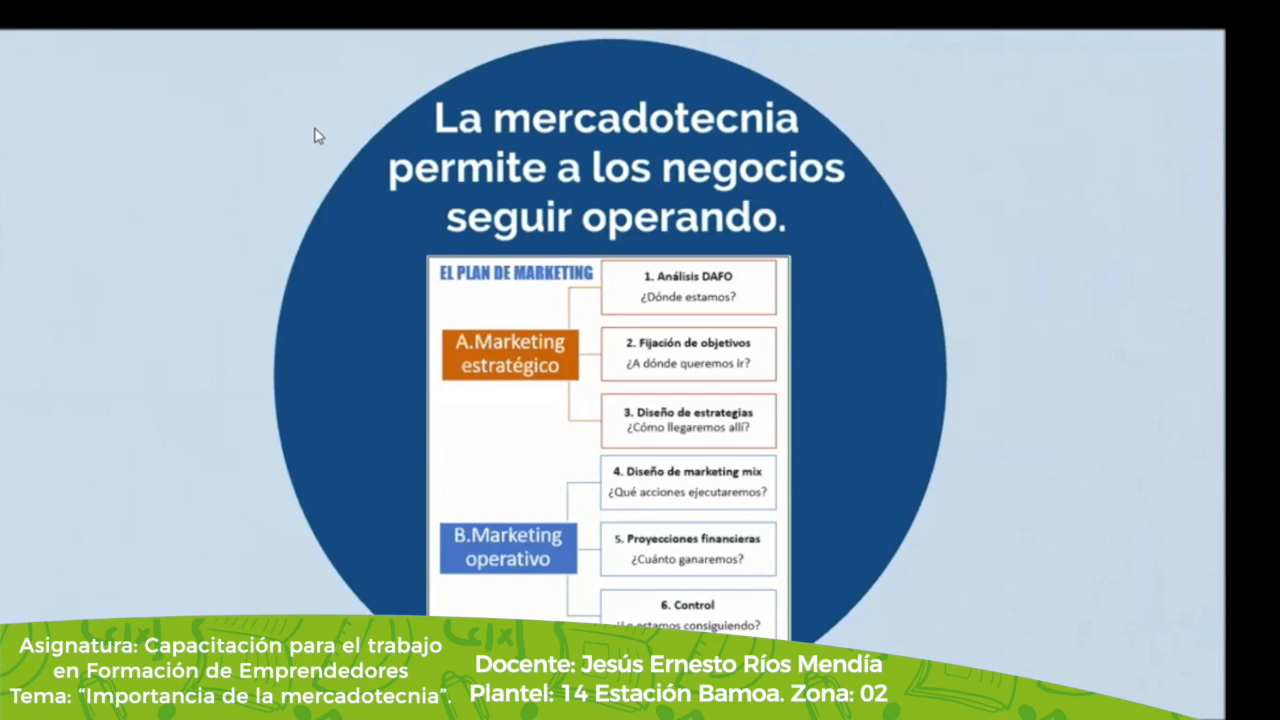 La mercadotecnia
permite a los negocios
seguir operando.
EL PLAN DE MARKETING
1. Análisis DAFO
¿Dónde estamos?
A.Marketing
estratégico
2. Fijación de objetivos
¿A dónde queremos ir?
3. Diseño de estrategias
¿Cómo llegaremos allí?
4. Diseño de marketing mix
¿Qué acciones ejecutaremos?
B.Marketing
operativo
5. Proyecciones financieras
¿Cuánto ganaremos?
6. Control
¿Lo estamos consiguiendo?
Asignatura: Capacitación para el trabajo
en Formación de Emprendedores
Tema: “Importancia de la mercadotecnia”.
Docente: Jesús Ernesto Ríos Mendía
Plantel: 14 Estación Bamoa. Zona: 02